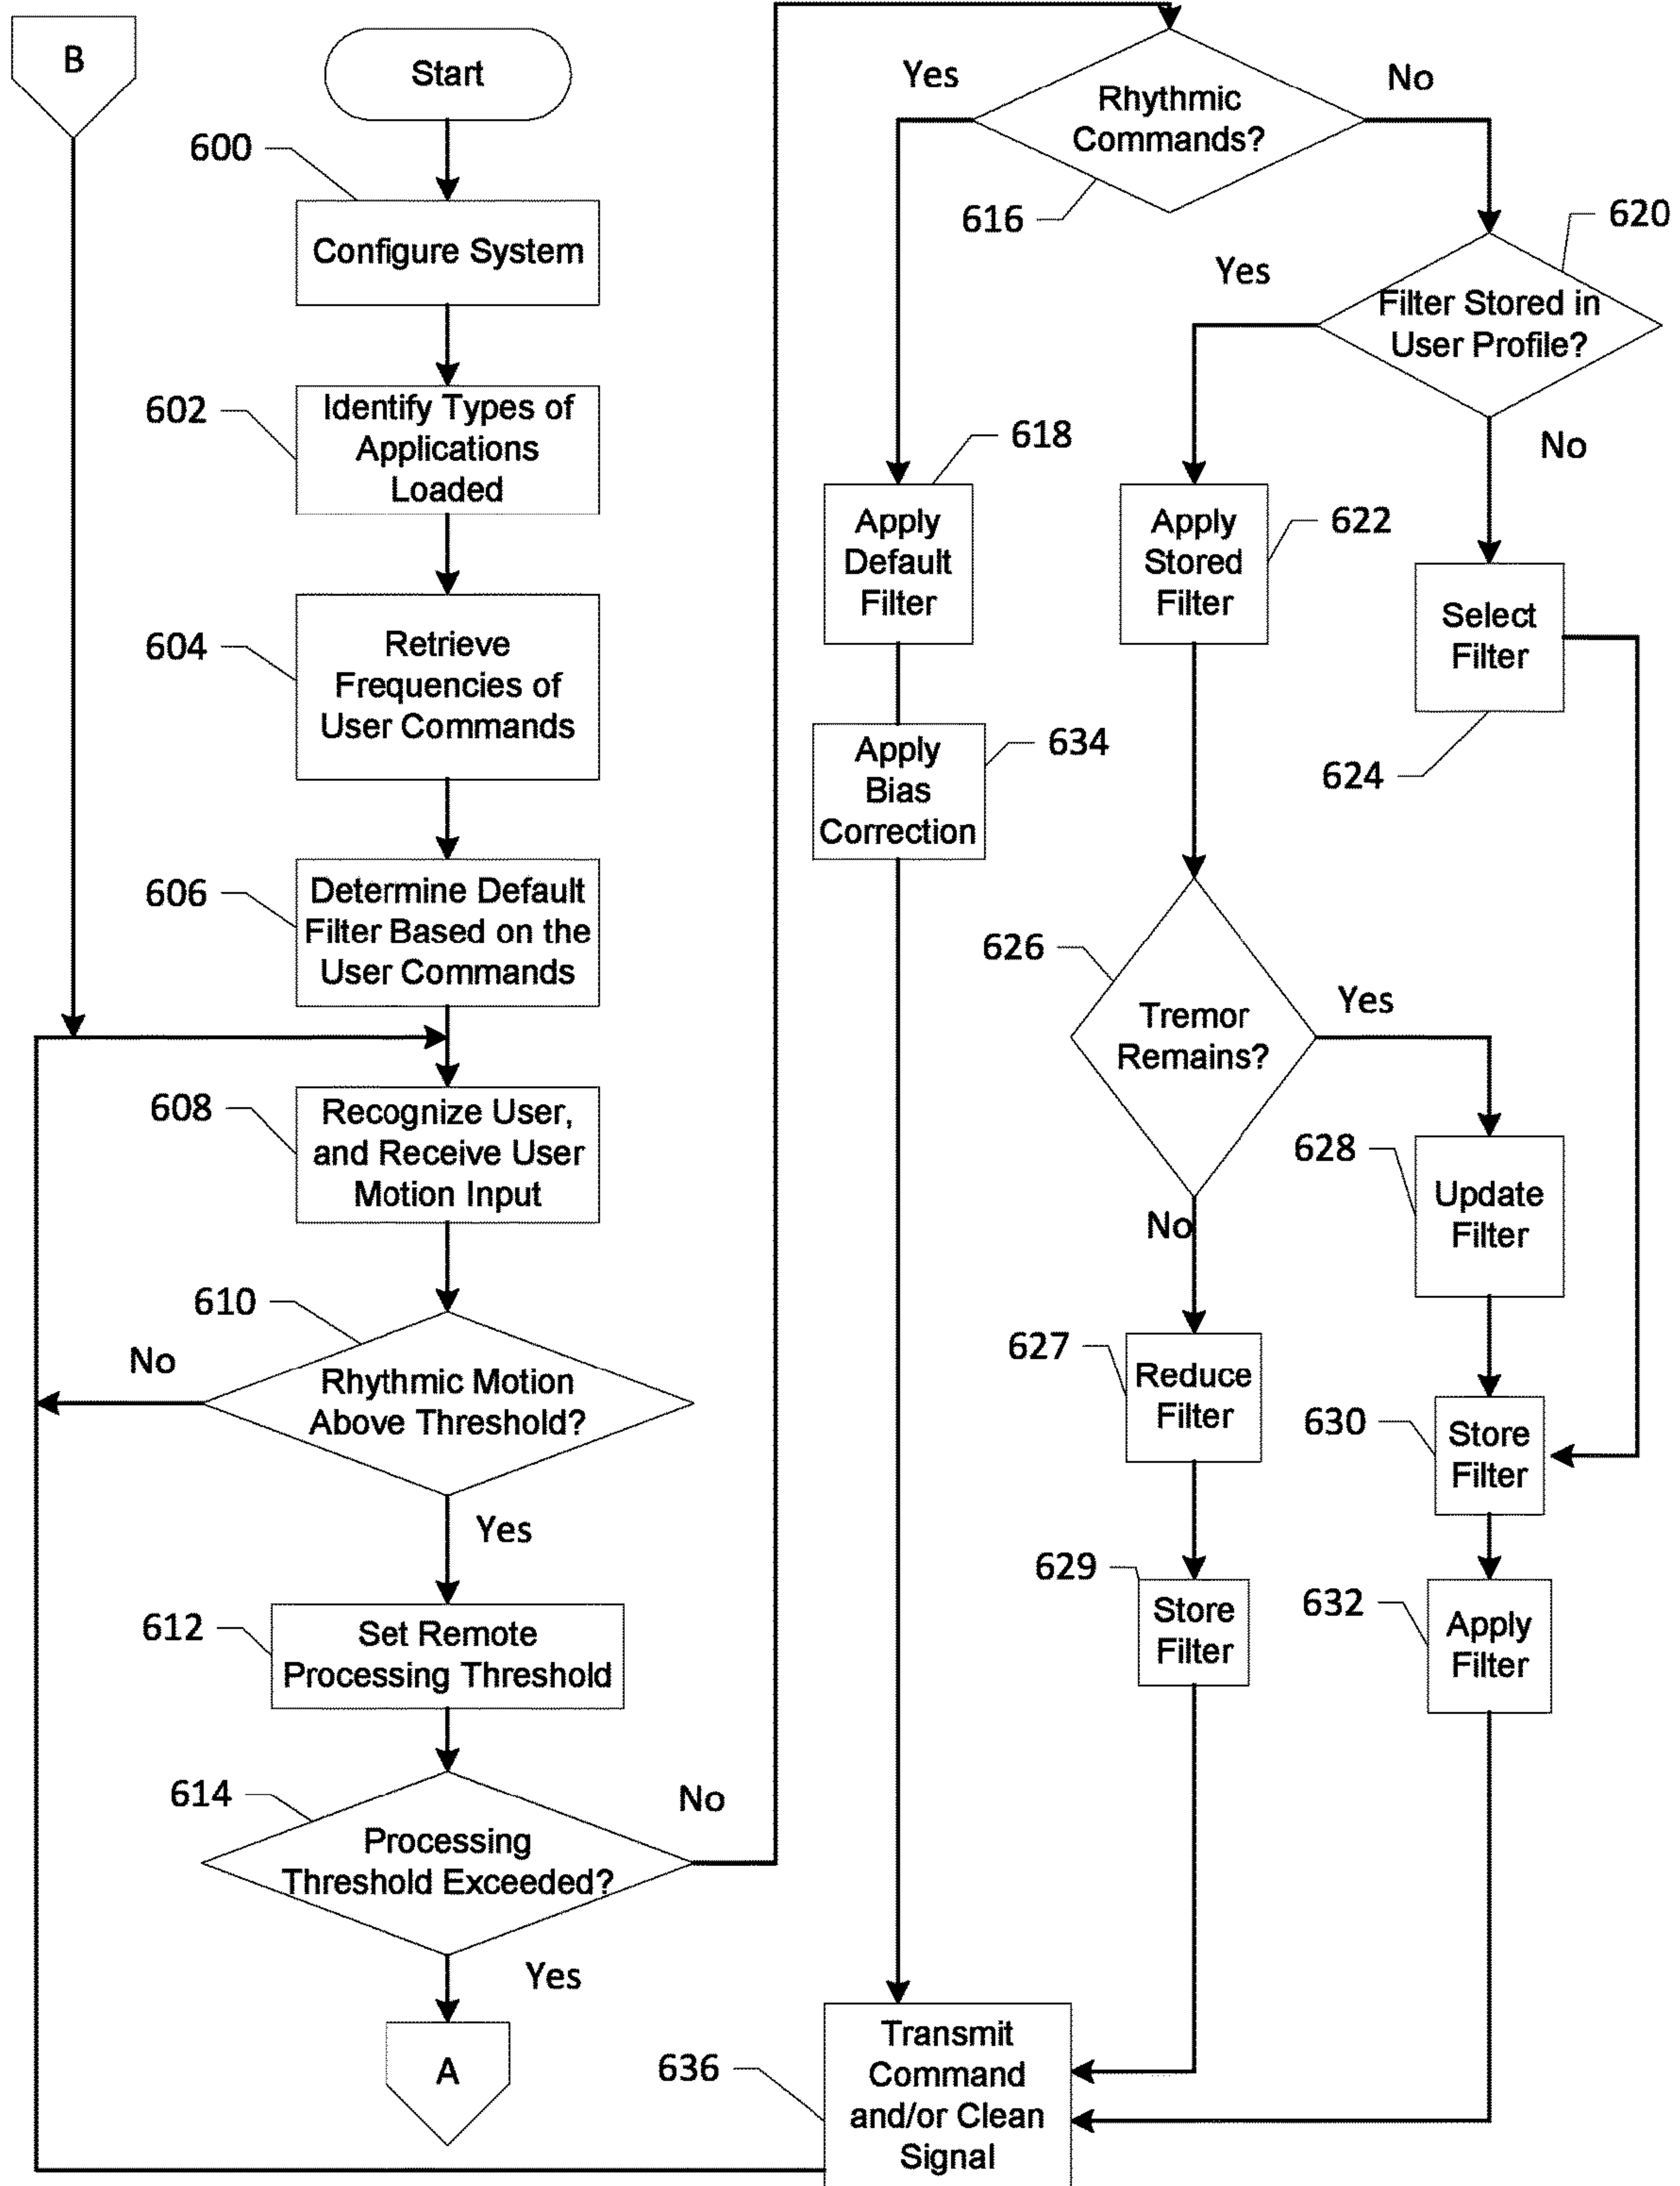 B
Start
600
Configure System
602
Identify Types of
Applications
Loaded
604
Retrieve
Frequencies of
User Commands
606
Determine Default
Filter Based on the
User Commands
608
Recognize User,
and Receive User
Motion Input
610
No
Rhythmic Motion
Above Threshold?
Yes
612
Set Remote
Processing Threshold
614
No
Processing
Threshold Exceeded?
Yes
A
Yes
Rhythmic
Commands?
No
616
620
Yes
Filter Stored in
User Profile?
No
618
Apply
Default
Filter
Apply
Stored
Filter
622
Select
Filter
624
Apply
Bias
Correction
634
626
Tremor
Remains?
Yes
No
628
Update
Filter
627
Reduce
Filter
630
Store
Filter
629
Store
Filter
632
Apply
Filter
636
Transmit
Command
and/or Clean
Signal